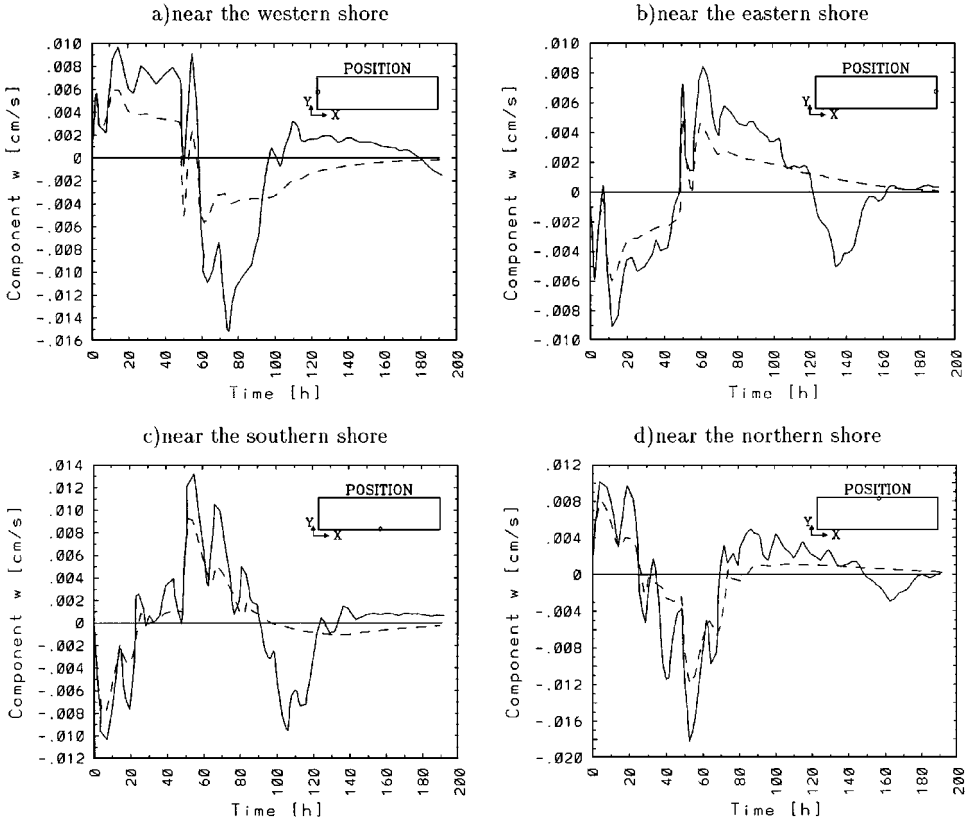 a)near the western shore
.010
.008
.006
.004
.002
0
-.002
-.004
-.006
-.008
-.010
-.012
-.014
-.016
Component w [cm/s]
POSITION
Y
X
0 20 40 60 80 100 120 140 160 180 200
Time [h]
b)near the eastern shore
.010
.008
.006
.004
.002
0
-.002
-.004
-.006
-.008
-.010
Component w [cm/s]
POSITION
Y
X
0 20 40 60 80 100 120 140 160 180 200
Time [h]
c)near the southern shore
.014
.012
.010
.008
.006
.004
.002
0
-.002
-.004
-.006
-.008
-.010
-.012
Component w [cm/s]
POSITION
Y
X
0 20 40 60 80 100 120 140 160 180 200
Time [h]
d)near the northern shore
.012
.008
.004
0
-.004
-.008
-.012
-.016
-.020
Component w [cm/s]
POSITION
Y
X
0 20 40 60 80 100 120 140 160 180 200
Time [h]